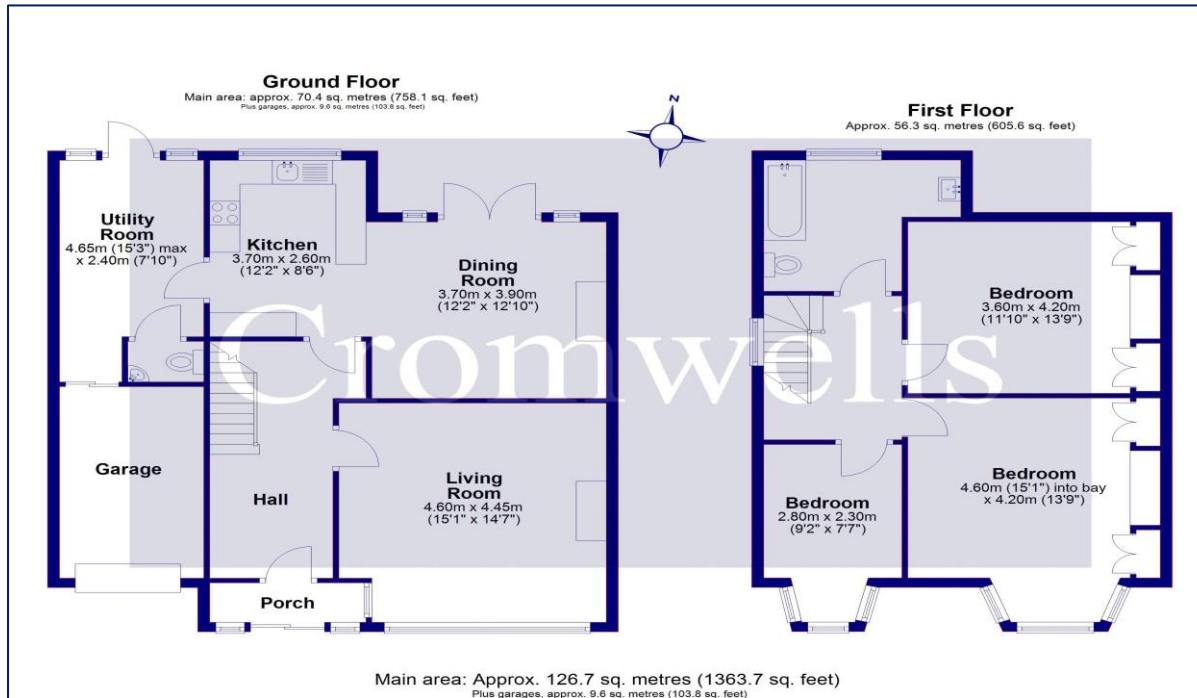 Ground Floor
Main area: approx. 70.4 sq. metres (758.1 sq. feet)
Plus garages, approx. 9.6 sq. metres (103.8 sq. feet)
N
First Floor
Approx. 56.3 sq. metres (605.6 sq. feet)
Utility
Room
4.65m (15'3") max
x 2.40m (7'10")
Kitchen
3.70m x 2.60m
(12'2" x 8'6")
Dining
Room
3.70m x 3.90m
(12'2" x 12'10")
Bedroom
3.60m x 4.20m
(11'10" x 13'9")
Cromwells
Garage
Hall
Living
Room
4.60m x 4.45m
(15'1" x 14'7")
Bedroom
2.80m x 2.30m
(9'2" x 7'7")
Bedroom
4.60m (15'1") into bay
x 4.20m (13'9")
Porch
Main area: Approx. 126.7 sq. metres (1363.7 sq. feet)
Plus garages, approx. 9.6 sq. metres (103.8 sq. feet)